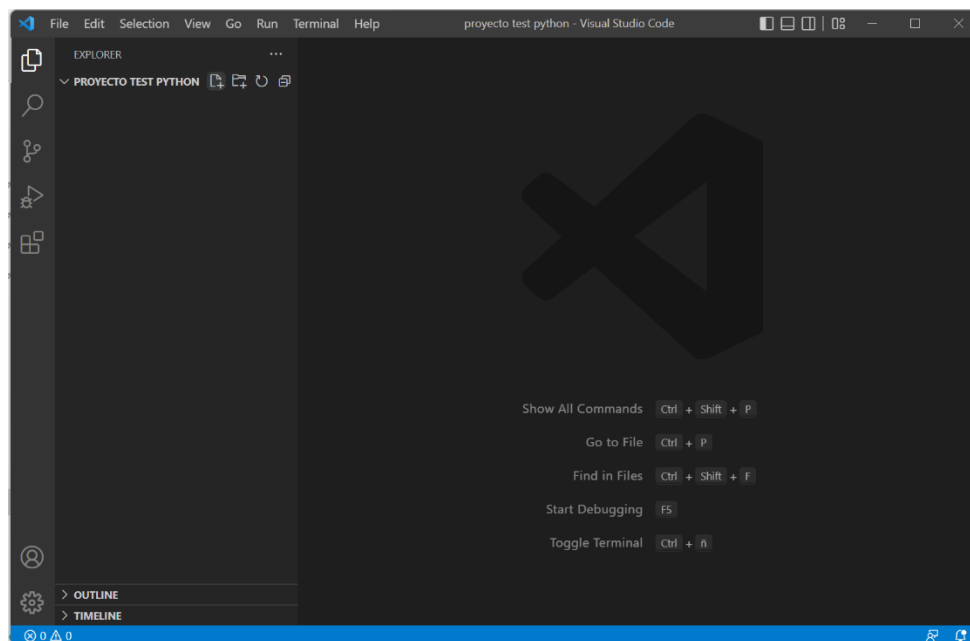 File Edit Selection View Go Run Terminal Help proyecto test python - Visual Studio Code
EXPLORER
PROYECTO TEST PYTHON
Show All Commands Ctrl + Shift + P
Go to File Ctrl + P
Find in Files Ctrl + Shift + F
Start Debugging F5
Toggle Terminal Ctrl + ñ
OUTLINE
TIMELINE
0 0